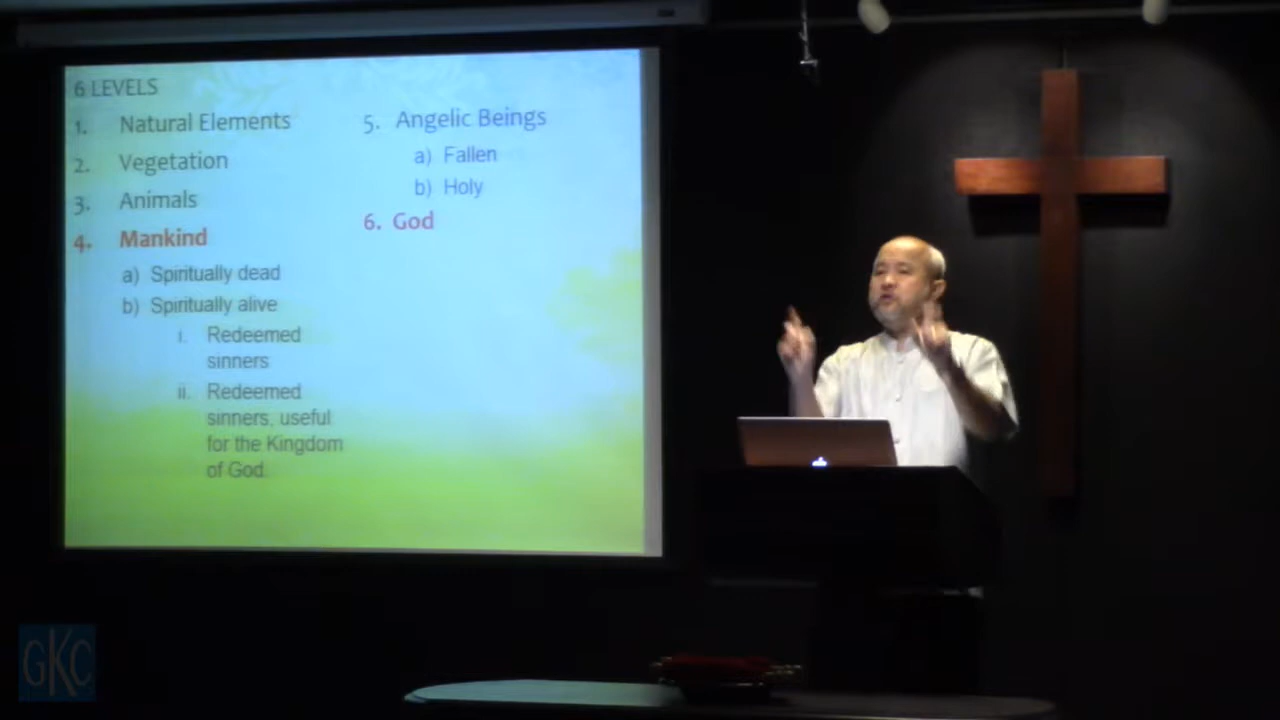 6 LEVELS
1. Natural Elements
2. Vegetation
3. Animals
4. Mankind
a) Spiritually dead
b) Spiritually alive
i. Redeemed
sinners
ii. Redeemed
sinners, useful
for the Kingdom
of God.
5. Angelic Beings
a) Fallen
b) Holy
6. God
GKC